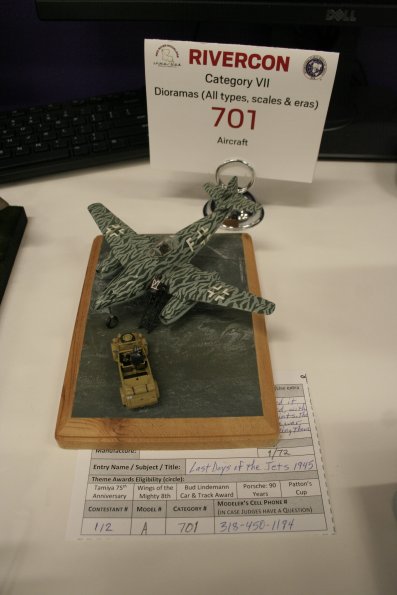 DELL
RIVERCON
Category VII
Dioramas (All types, scales & eras)
701
Aircraft
1/72
Entry Name / Subject / Title: Last Days of the Jets 1945
Theme Awards Eligibility (circle):
Tamiya 75th Anniversary
Wings of the Mighty 8th
Bud Lindemann Car & Track Award
Porsche: 90 Years
Patton's Cup
Contestant # Model # Category # Modeler's Cell Phone #
(in case Judges have a Question)
112 A 701 318-450-1194